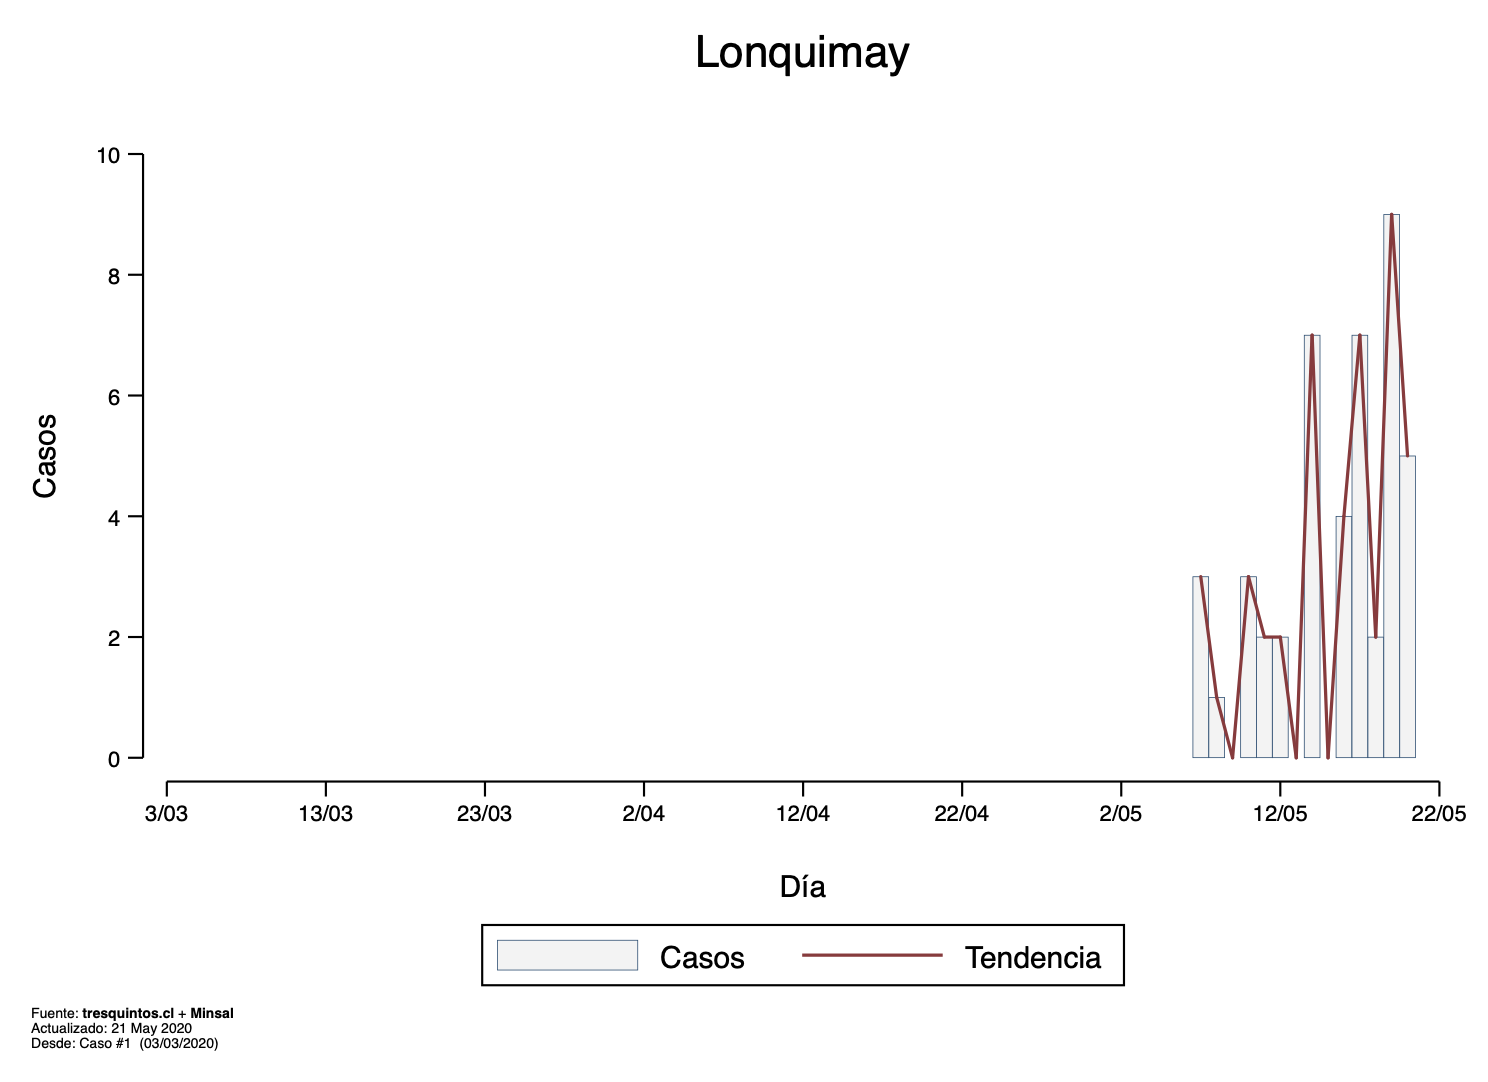 Lonquimay
10
8
6
4
2
0
Casos
3/03 13/03 23/03 2/04 12/04 22/04 2/05 12/05 22/05
Día
Casos Tendencia
Fuente: tresquintos.cl + Minsal
Actualizado: 21 May 2020
Desde: Caso #1 (03/03/2020)